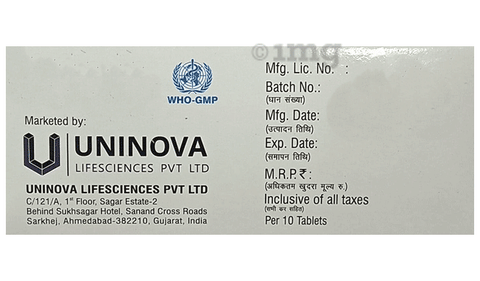 1mg
WHO-GMP
Marketed by:
UNINOVA
LIFESCIENCES PVT LTD
UNINOVA LIFESCIENCES PVT LTD
C/121/A, 1st Floor, Sagar Estate-2
Behind Sukhsagar Hotel, Sanand Cross Roads
Sarkhej, Ahmedabad-382210, Gujarat, India
Mfg. Lic. No. :
Batch No.:
(घान संख्या)
Mfg. Date:
(उत्पादन तिथि)
Exp. Date:
(समापन तिथि)
M.R.P.₹:
(अधिकतम खुदरा मूल्य रु.)
Inclusive of all taxes
(सभी कर सहित)
Per 10 Tablets